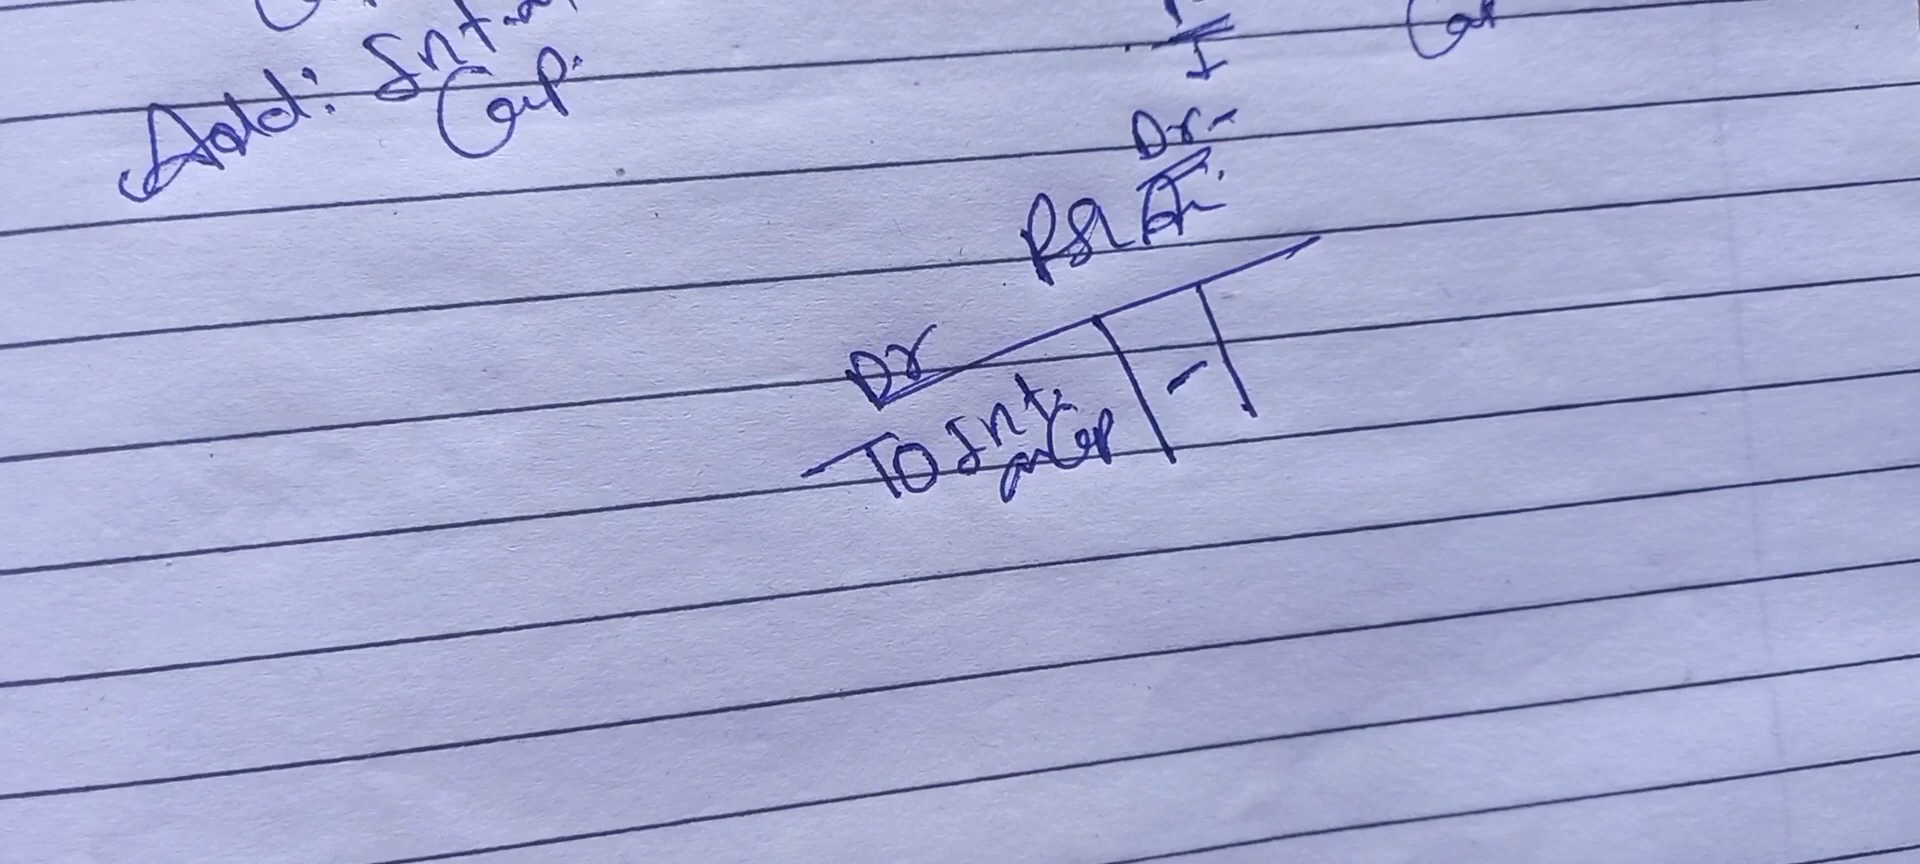 Add: Int. on
Cap.
Dr.
P&L A/c
Dr
To Int.
on Cap